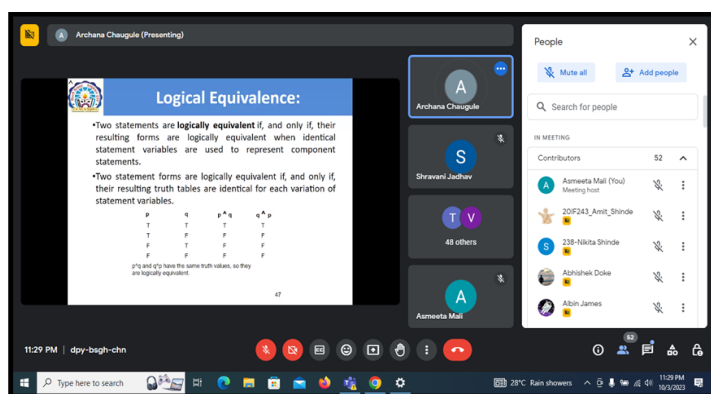 Archana Chaugule (Presenting)
Logical Equivalence:
•Two statements are logically equivalent if, and only if, their
resulting forms are logically equivalent when identical
statement variables are used to represent component
statements.
•Two statement forms are logically equivalent if, and only if,
their resulting truth tables are identical for each variation of
statement variables.
p q p^q q^p
T T T T
T F F F
F T F F
F F F F
p^q and q^p have the same truth values, so they
are logically equivalent.
47
A
Archana Chaugule
S
Shravani Jadhav
T V
48 others
A
Asmeeta Mali
People
Mute all
Add people
Search for people
IN MEETING
Contributors 52
A
Asmeeta Mali (You)
Meeting host
20IF243_Amit_Shinde
S
238-Nikita Shinde
Abhishek Doke
Albin James
11:29 PM | dpy-bsgh-chn
52
Type here to search
28°C Rain showers
11:29 PM
10/3/2023